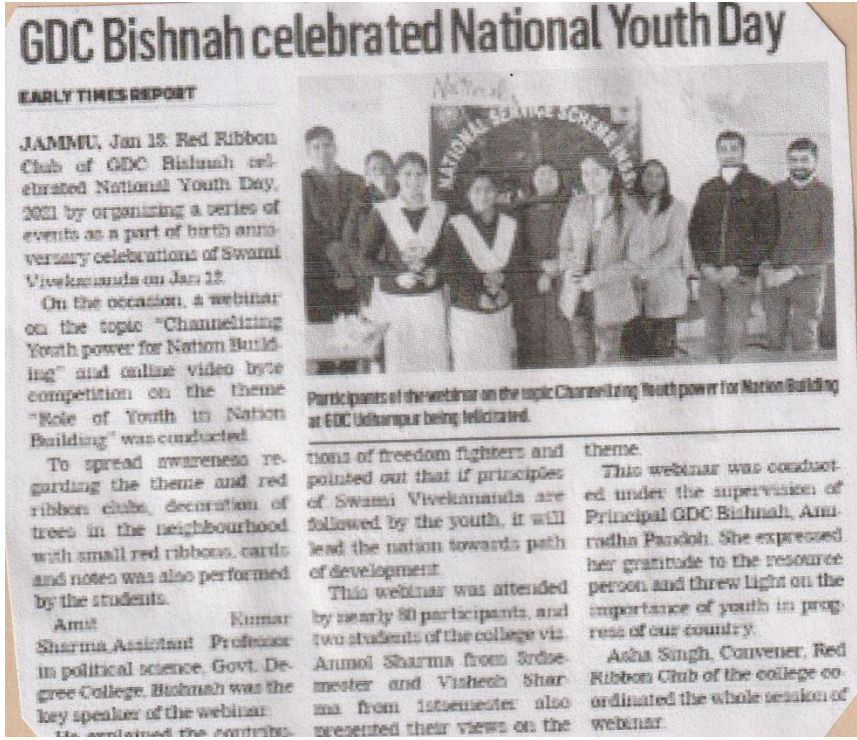 GDC Bishnah celebrated National Youth Day
EARLY TIMES REPORT
JAMMU, Jan 13: Red Ribbon
Club of GDC Bishnah cel-
ebrated National Youth Day,
2021 by organizing a series of
events as a part of birth anni-
versary celebrations of Swami
Vivekananda on Jan 12.
On the occasion, a webinar
on the topic "Channelizing
Youth power for Nation Build-
ing" and online video byte
competition on the theme
"Role of Youth in Nation
Building" was conducted.
To spread awareness re-
garding the theme and red
ribbon clubs, decoration of
trees in the neighbourhood
with small red ribbons, cards
and notes was also performed
by the students.
Amit Kumar
Sharma,Assistant Professor
in political science, Govt. De-
gree College, Bishnah was the
key speaker of the webinar.
He explained the contribu-
National
NATIONAL SERVICE SCHEME
Participants of the webinar on the topic Channelizing Youth power for Nation Building
at GDC Udhampur being felicitated.
tions of freedom fighters and
pointed out that if principles
of Swami Vivekananda are
followed by the youth, it will
lead the nation towards path
of development.
This webinar was attended
by nearly 80 participants, and
two students of the college viz.
Anmol Sharma from 3rdse-
mester and Vishesh Shar-
ma from 1stsemester also
presented their views on the
theme.
This webinar was conduct-
ed under the supervision of
Principal GDC Bishnah, Anu-
radha Pandoh. She expressed
her gratitude to the resource
person and threw light on the
importance of youth in prog-
ress of our country.
Asha Singh, Convener, Red
Ribbon Club of the college co-
ordinated the whole session of
webinar.